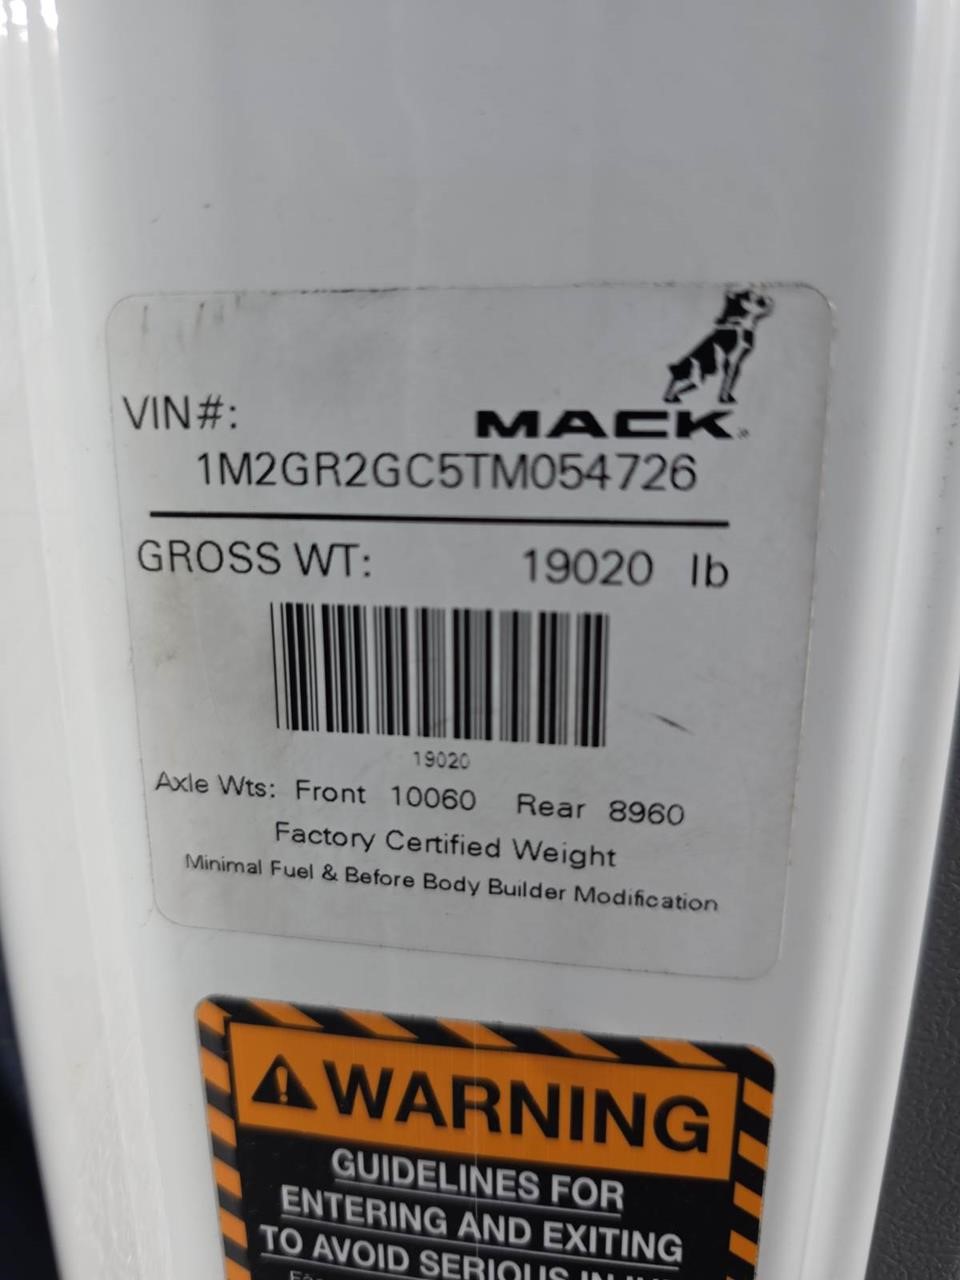 VIN#:
MACK
1M2GR2GC5TM054726
GROSS WT: 19020 lb
19020
Axle Wts: Front 10060 Rear 8960
Factory Certified Weight
Minimal Fuel & Before Body Builder Modification
WARNING
GUIDELINES FOR
ENTERING AND EXITING
TO AVOID SERIOUS